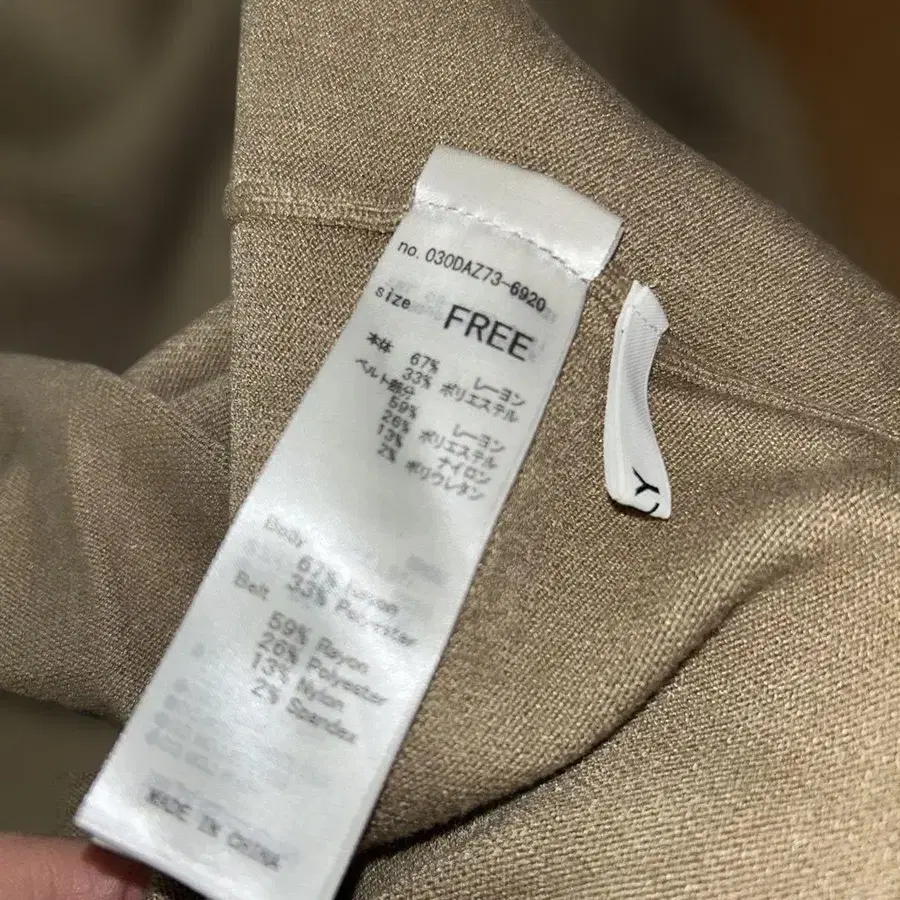 no. 030DAZ73-6920
size FREE
本体 67% レーヨン
33% ポリエステル
ベルト部分
59% レーヨン
26% ポリエステル
13% ナイロン
2% ポリウレタン
Body
67% Rayon
33% Polyester
Belt
59% Rayon
26% Polyester
13% Nylon
2% Spandex
MADE IN CHINA